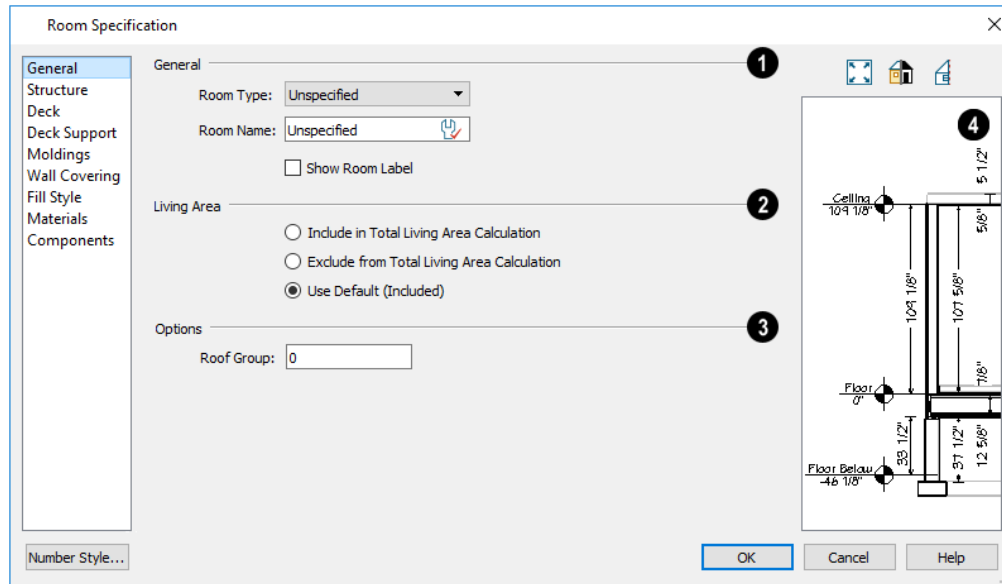 Room Specification
General
Structure
Deck
Deck Support
Moldings
Wall Covering
Fill Style
Materials
Components
General
1
Room Type: Unspecified
Room Name: Unspecified
Show Room Label
Living Area
2
Include in Total Living Area Calculation
Exclude from Total Living Area Calculation
Use Default (Included)
Options
3
Roof Group: 0
4
5 1/2"
Ceiling
109 1/8"
5/8"
109 1/8"
107 5/8"
7/8"
Floor
0"
33 1/2"
37 1/2"
12 5/8"
Floor Below
-46 1/8"
Number Style...
OK
Cancel
Help